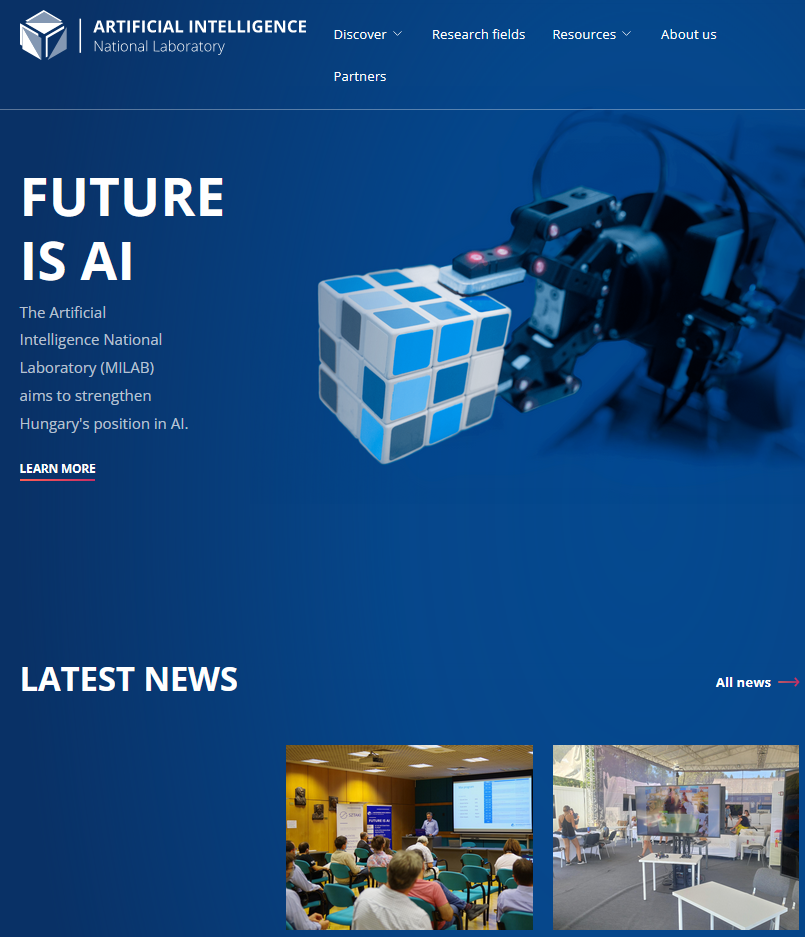 ARTIFICIAL INTELLIGENCE
National Laboratory
Discover
Research fields
Resources
About us
Partners
FUTURE
IS AI
The Artificial
Intelligence National
Laboratory (MILAB)
aims to strengthen
Hungary's position in AI.
LEARN MORE
LATEST NEWS
All news
SZTAKI
FUTURE IS AI